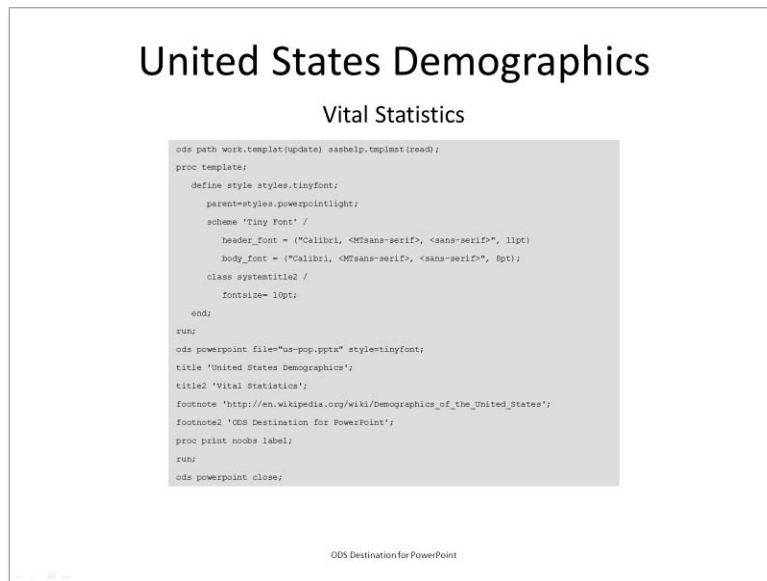 United States Demographics
Vital Statistics
ods path work.templat(update) sashelp.tmplmst(read);
proc template;
define style styles.tinyfont;
parent=styles.powerpointlight;
scheme 'Tiny Font' /
header_font = ("Calibri, <MTsans-serif>, <sans-serif>", 11pt)
body_font = ("Calibri, <MTsans-serif>, <sans-serif>", 8pt);
class systemtitle2 /
fontsize= 10pt;
end;
run;
ods powerpoint file="us-pop.pptx" style=tinyfont;
title 'United States Demographics';
title2 'Vital Statistics';
footnote 'http://en.wikipedia.org/wiki/Demographics_of_the_United_States';
footnote2 'ODS Destination for PowerPoint';
proc print noobs label;
run;
ods powerpoint close;
ODS Destination for PowerPoint